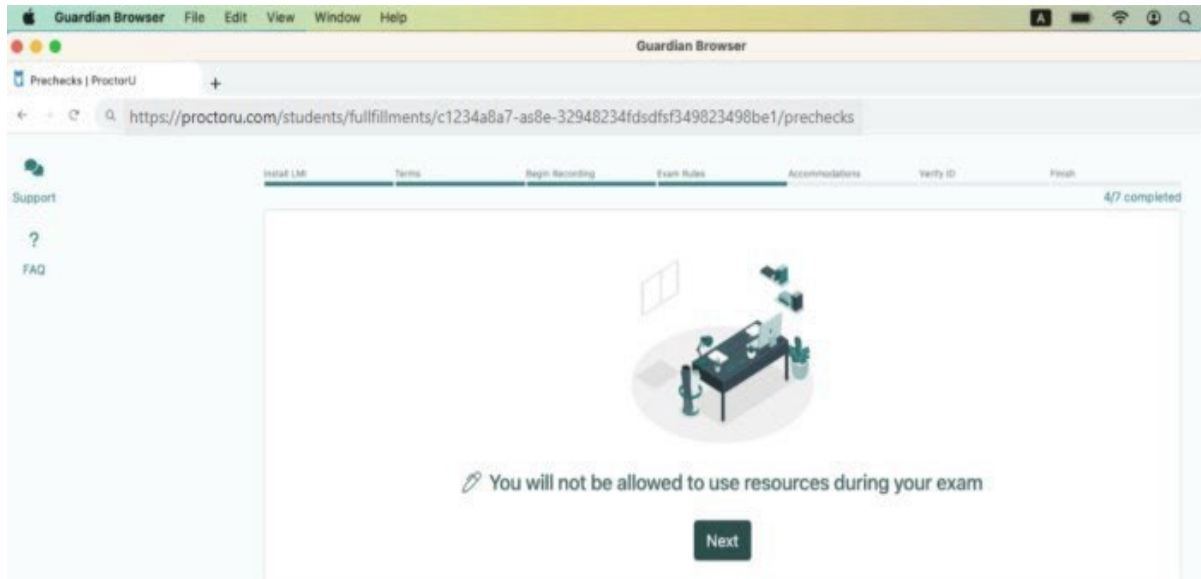 Guardian Browser File Edit View Window Help A
Guardian Browser
Prechecks | ProctorU +
https://proctoru.com/students/fullfillments/c1234a8a7-as8e-32948234fdsdfsf349823498be1/prechecks
Support
? 
FAQ
Install LMI Terms Begin Recording Exam Rules Accommodations Verify ID Finish
4/7 completed
You will not be allowed to use resources during your exam
Next